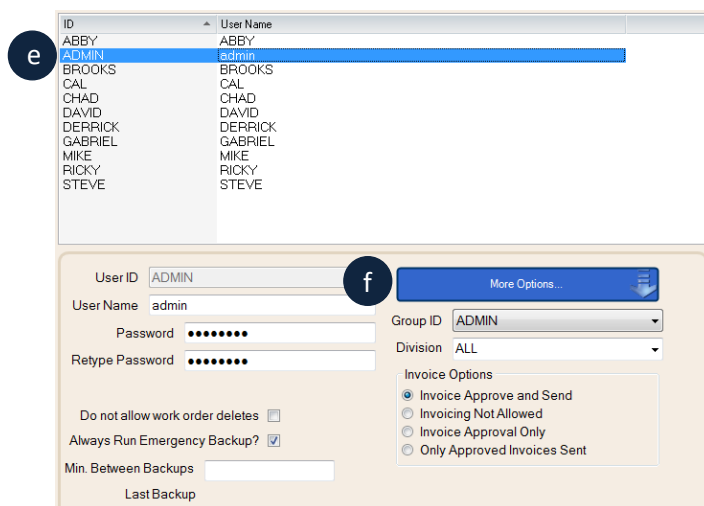 ID User Name
ABBY ABBY
e ADMIN admin
BROOKS BROOKS
CAL CAL
CHAD CHAD
DAVID DAVID
DERRICK DERRICK
GABRIEL GABRIEL
MIKE MIKE
RICKY RICKY
STEVE STEVE
User ID ADMIN
f More Options...
User Name admin
Group ID ADMIN
Password ●●●●●●●●
Division ALL
Retype Password ●●●●●●●●
Invoice Options
Invoice Approve and Send
Do not allow work order deletes
Invoicing Not Allowed
Always Run Emergency Backup?
Invoice Approval Only
Only Approved Invoices Sent
Min. Between Backups
Last Backup